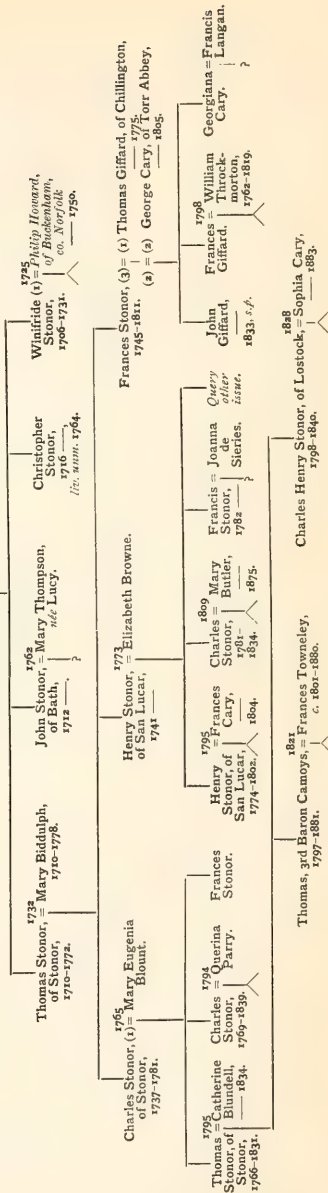 1732
Thomas Stonor, = Mary Biddulph,
of Stonor,
1710-1778.
1710-1772.
1762
John Stonor, = Mary Thompson,
of Bath,
née Lucy.
1712 —.
?
Christopher
Stonor,
1716 —,
liv. unm. 1764.
1725
Winifride (1) = Philip Howard,
Stonor,
of Buckenham,
1706-1731.
co. Norfolk
— 1750.
1765
Charles Stonor, (1) = Mary Eugenia
of Stonor,
Blount.
1737-1781.
1773
Henry Stonor, = Elizabeth Browne.
of San Lucar,
1741 —
Frances Stonor, (3) = (1) Thomas Giffard, of Chillington,
1745-1811.
— 1775.
(2) = (2) George Cary, of Torr Abbey,
— 1805.
1795
Thomas = Catherine
Stonor, of
Blundell,
Stonor,
— 1834.
1766-1831.
1794
Charles = Querina
Stonor,
Parry.
1769-1839.
Frances
Stonor.
1795
Henry = Frances
Stonor, of
Cary,
San Lucar,
— 1804.
1774-1802.
1809
Charles = Mary
Stonor,
Butler,
1781-
— 1875.
1834.
Francis = Joanna
Stonor,
de
1782 —
Sieries.
?
Query
other
issue.
John
Giffard,
— 1833, s.p.
1798
Frances = William
Giffard.
Throck-
morton,
1762-1819.
Georgiana = Francis
Cary.
Langan,
?
1821
Thomas, 3rd Baron Camoys, = Frances Towneley,
1797-1881.
c. 1801-1880.
1828
Charles Henry Stonor, of Lostock, = Sophia Cary,
1798-1840.
— 1883.